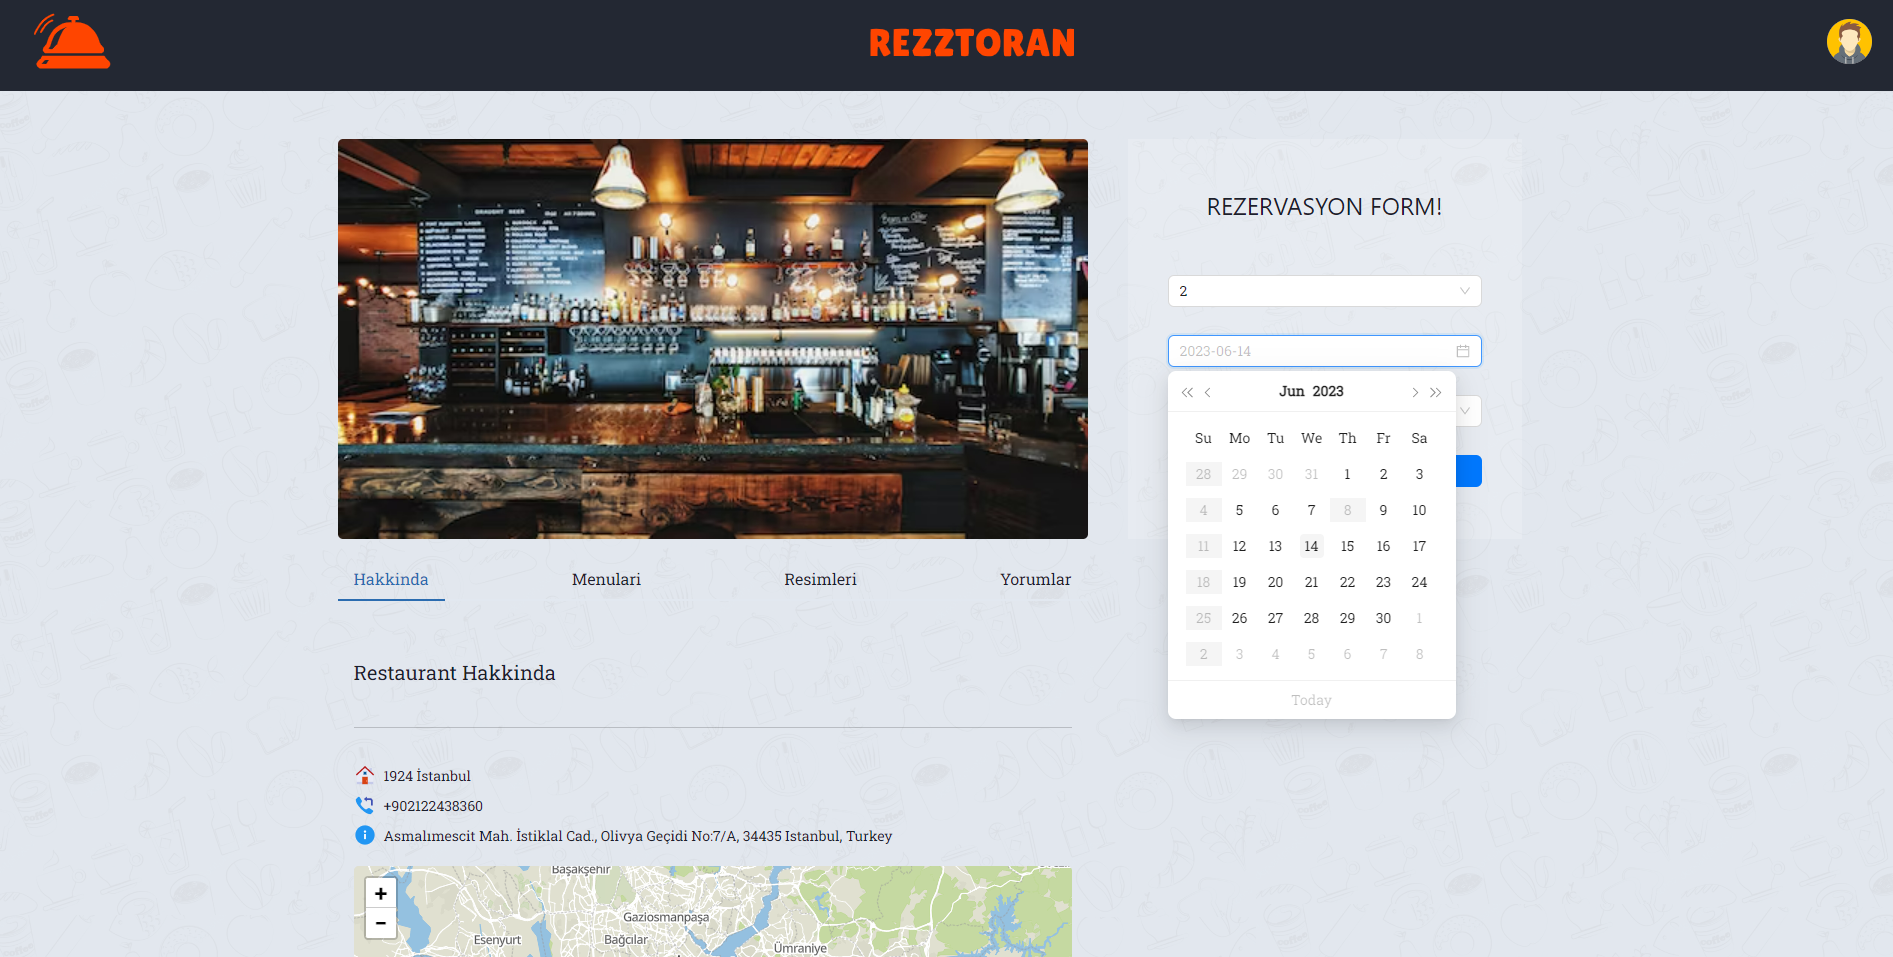 REZZTORAN
REZERVASYON FORM!
2
2023-06-14
Jun 2023
Su Mo Tu We Th Fr Sa
28 29 30 31 1 2 3
4 5 6 7 8 9 10
11 12 13 14 15 16 17
18 19 20 21 22 23 24
25 26 27 28 29 30 1
2 3 4 5 6 7 8
Today
Hakkinda Menulari Resimleri Yorumlar
Restaurant Hakkinda
1924 İstanbul
+902122438360
Asmalımescit Mah. İstiklal Cad., Olivya Geçidi No:7/A, 34435 Istanbul, Turkey
+
−
Başakşehir
Gaziosmanpaşa
Esenyurt
Bağcılar
Ümraniye